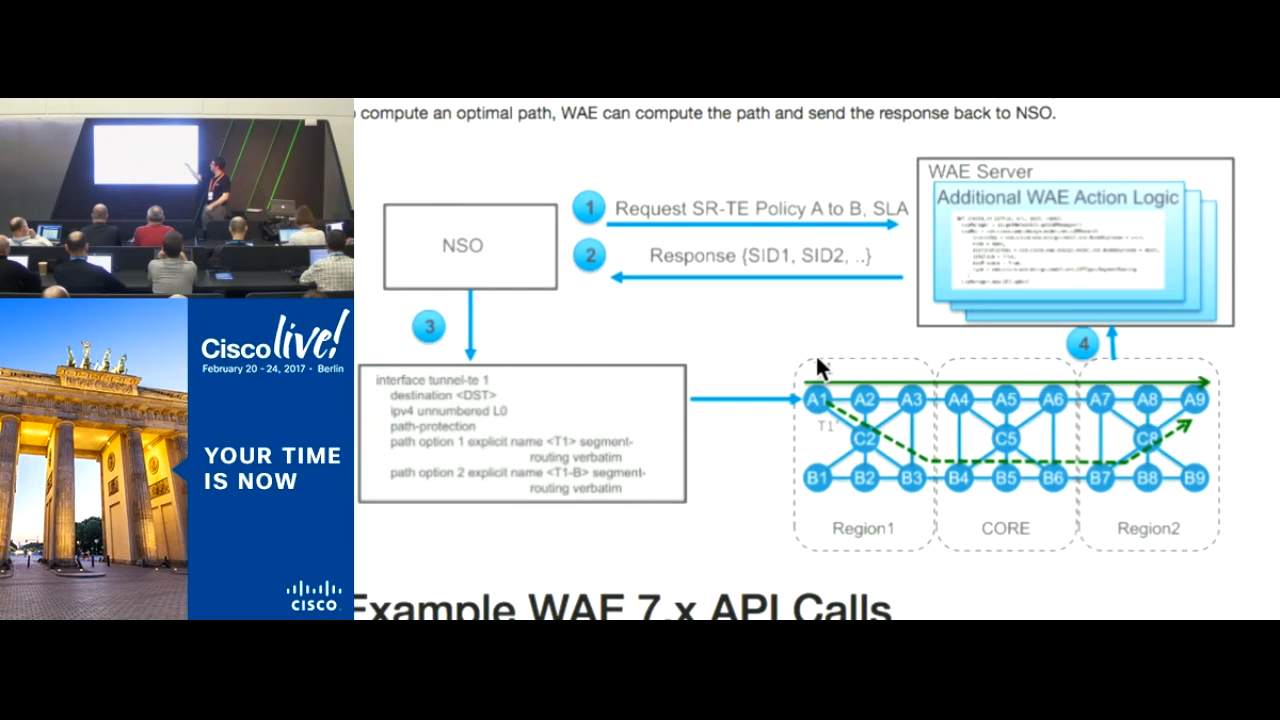 compute an optimal path, WAE can compute the path and send the response back to NSO.
WAE Server
Additional WAE Action Logic
1 Request SR-TE Policy A to B, SLA
NSO
2 Response {SID1, SID2, ..}
3
4
interface tunnel-te 1
destination <DST>
ipv4 unnumbered L0
path-protection
path option 1 explicit name <T1> segment-
routing verbatim
path option 2 explicit name <T1-B> segment-
routing verbatim
A1 A2 A3 A4 A5 A6 A7 A8 A9
T1
C2 C5 C8
B1 B2 B3 B4 B5 B6 B7 B8 B9
Region1 CORE Region2
Example WAE 7.x API Calls
Cisco live!
February 20 - 24, 2017 • Berlin
YOUR TIME
IS NOW
CISCO